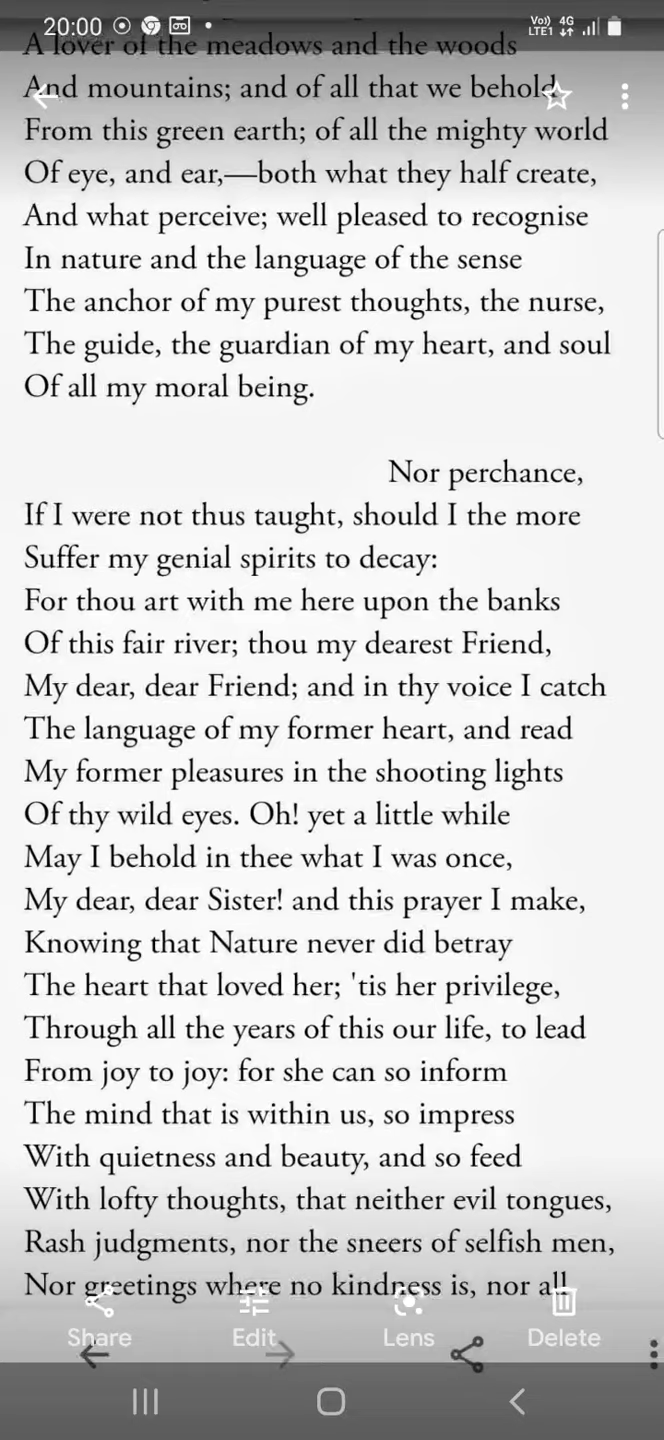 20:00
Vo)) 4G
LTE1
A lover of the meadows and the woods
And mountains; and of all that we behold
From this green earth; of all the mighty world
Of eye, and ear,—both what they half create,
And what perceive; well pleased to recognise
In nature and the language of the sense
The anchor of my purest thoughts, the nurse,
The guide, the guardian of my heart, and soul
Of all my moral being.
Nor perchance,
If I were not thus taught, should I the more
Suffer my genial spirits to decay:
For thou art with me here upon the banks
Of this fair river; thou my dearest Friend,
My dear, dear Friend; and in thy voice I catch
The language of my former heart, and read
My former pleasures in the shooting lights
Of thy wild eyes. Oh! yet a little while
May I behold in thee what I was once,
My dear, dear Sister! and this prayer I make,
Knowing that Nature never did betray
The heart that loved her; 'tis her privilege,
Through all the years of this our life, to lead
From joy to joy: for she can so inform
The mind that is within us, so impress
With quietness and beauty, and so feed
With lofty thoughts, that neither evil tongues,
Rash judgments, nor the sneers of selfish men,
Nor greetings where no kindness is, nor all
Share Edit Lens Delete